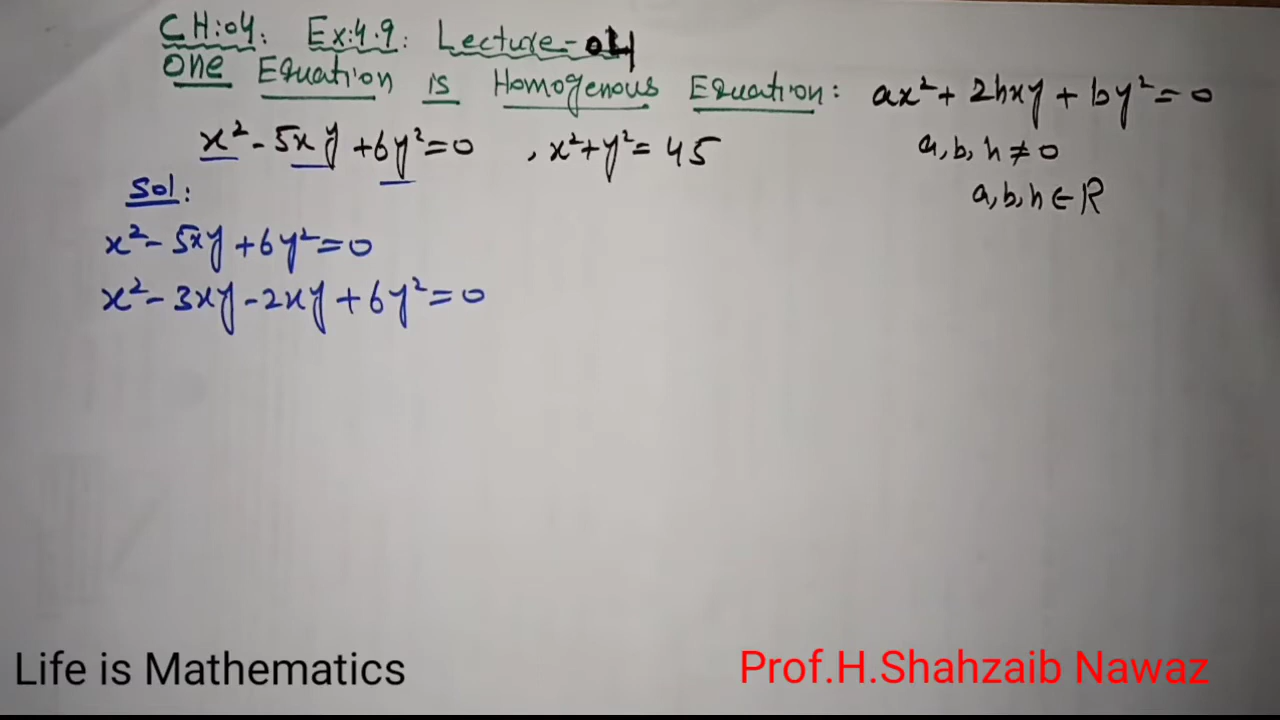 CH:04: Ex:4.9: Lecture-04
One Equation is Homogenous Equation: ax²+2hxy+by²=0
x²-5xy+6y²=0 , x²+y²=45 a,b,h≠0
a,b,h∈R
Sol:
x²-5xy+6y²=0
x²-3xy-2xy+6y²=0
Life is Mathematics
Prof.H.Shahzaib Nawaz